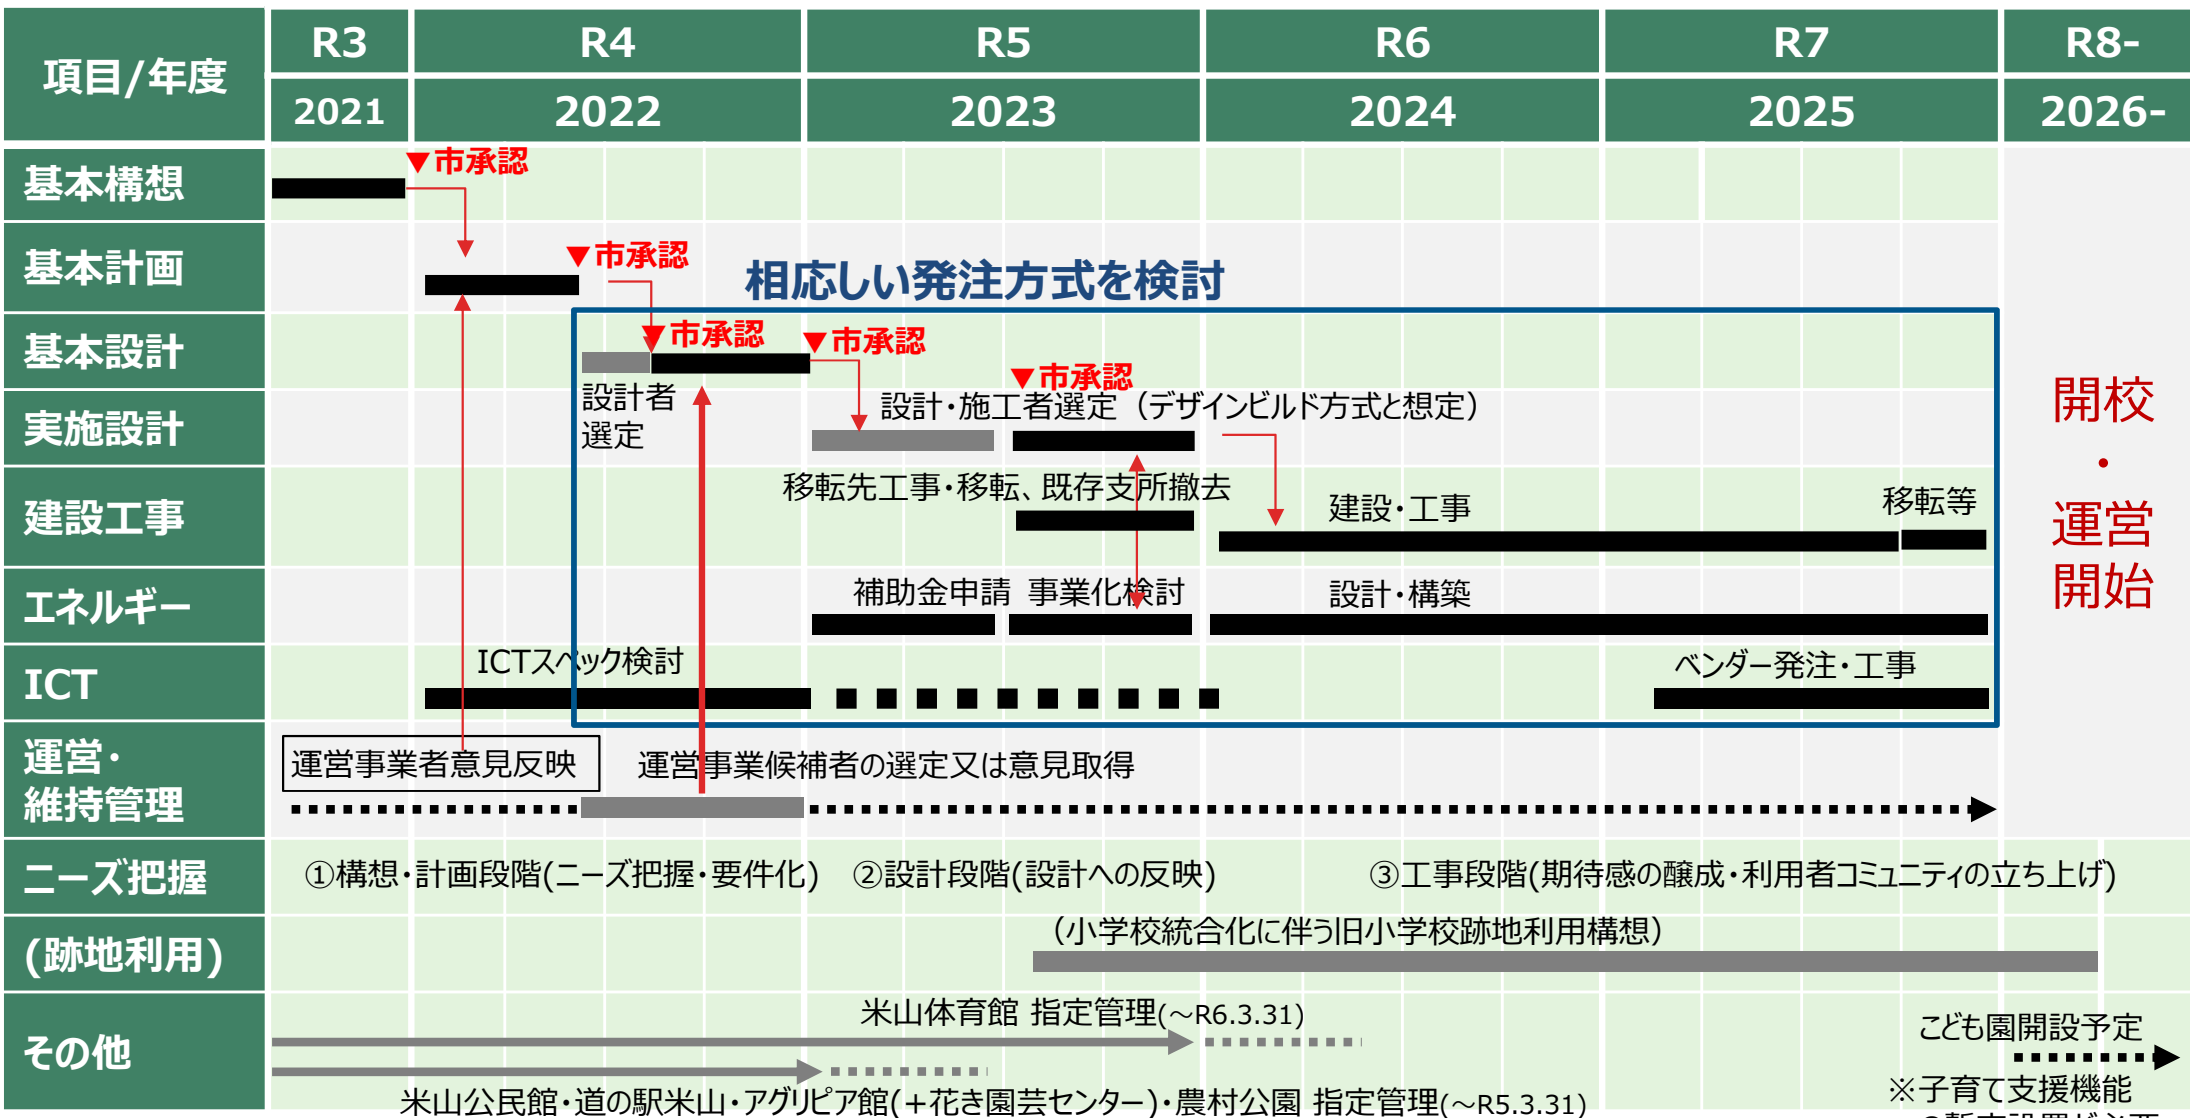 項目/年度
R3
R4
R5
R6
R7
R8-
2021
2022
2023
2024
2025
2026-
基本構想
▼市承認
基本計画
▼市承認
相応しい発注方式を検討
基本設計
▼市承認
▼市承認
設計者
選定
▼市承認
実施設計
設計・施工者選定（デザインビルド方式と想定）
建設工事
移転先工事・移転、既存支所撤去
建設・工事
移転等
エネルギー
補助金申請
事業化検討
設計・構築
ICT
ICTスペック検討
ベンダー発注・工事
開校
・
運営
開始
運営・
維持管理
運営事業者意見反映
運営事業候補者の選定又は意見取得
ニーズ把握
①構想・計画段階(ニーズ把握・要件化)
②設計段階(設計への反映)
③工事段階(期待感の醸成・利用者コミュニティの立ち上げ)
(跡地利用)
（小学校統合化に伴う旧小学校跡地利用構想）
その他
米山体育館 指定管理(～R6.3.31)
米山公民館・道の駅米山・アグリピア館(+花き園芸センター)・農村公園 指定管理(～R5.3.31)
こども園開設予定
※子育て支援機能